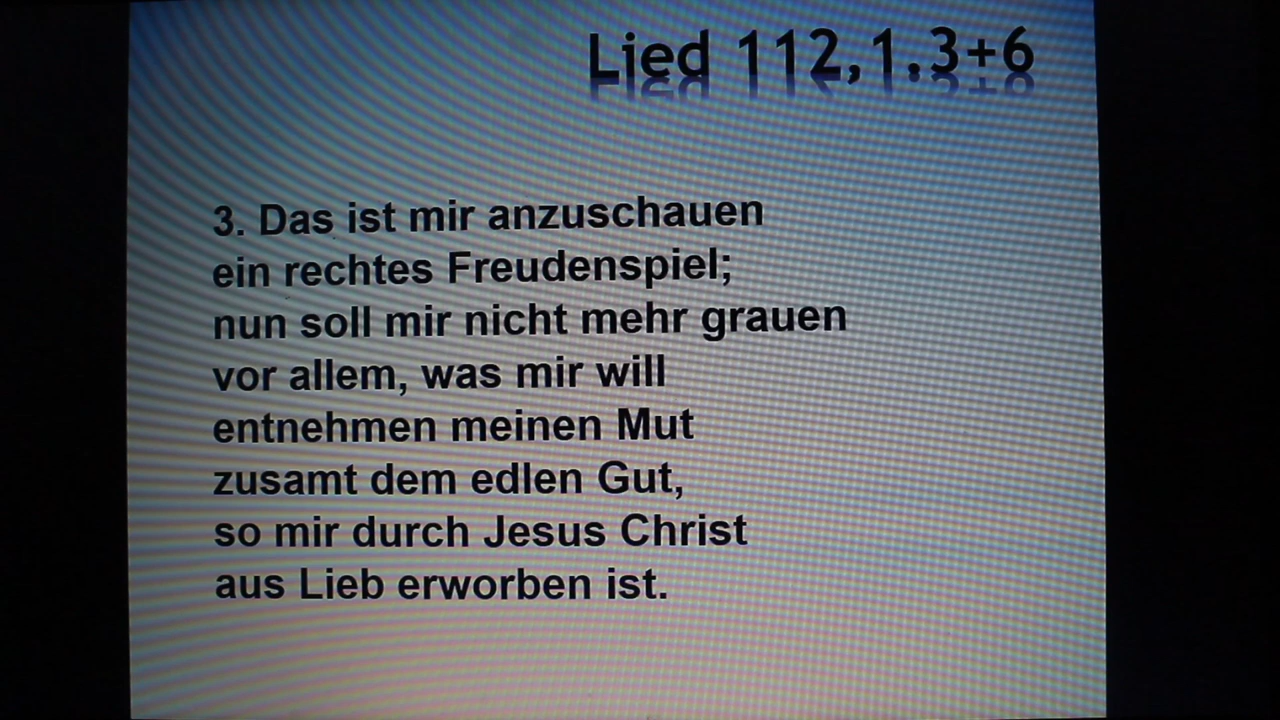 Lied 112,1.3+6
3. Das ist mir anzuschauen
ein rechtes Freudenspiel;
nun soll mir nicht mehr grauen
vor allem, was mir will
entnehmen meinen Mut
zusamt dem edlen Gut,
so mir durch Jesus Christ
aus Lieb erworben ist.